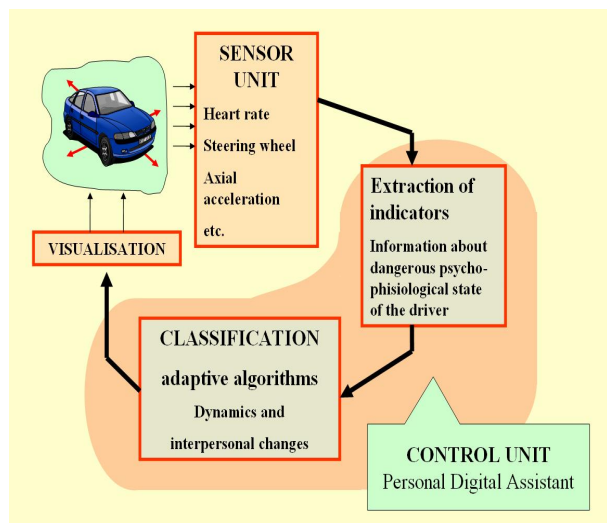 SENSOR
UNIT
Heart rate
Steering wheel
Axial
acceleration
etc.
Extraction of
indicators
Information about
dangerous psycho-
phisiological state
of the driver
VISUALISATION
CLASSIFICATION
adaptive algorithms
Dynamics and
interpersonal changes
CONTROL UNIT
Personal Digital Assistant